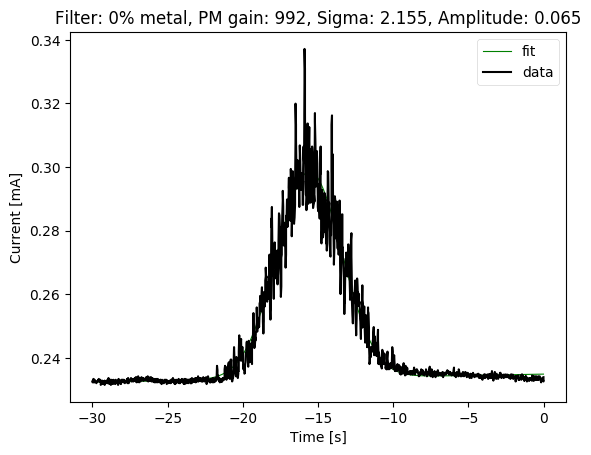 Filter: 0% metal, PM gain: 992, Sigma: 2.155, Amplitude: 0.065
fit
data
0.34
0.32
0.30
0.28
0.26
0.24
Current [mA]
−30
−25
−20
−15
−10
−5
0
Time [s]